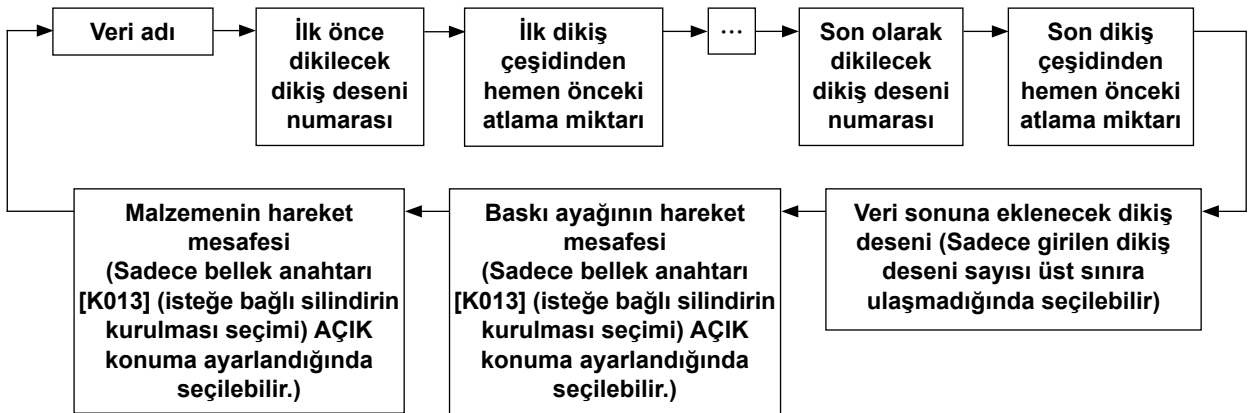 Veri adı
İlk önce
dikilecek
dikiş deseni
numarası
İlk dikiş
çeşidinden
hemen önceki
atlama miktarı
…
Son olarak
dikilecek
dikiş deseni
numarası
Son dikiş
çeşidinden
hemen önceki
atlama miktarı
Veri sonuna eklenecek dikiş
deseni (Sadece girilen dikiş
deseni sayısı üst sınıra
ulaşmadığında seçilebilir)
Baskı ayağının hareket
mesafesi
(Sadece bellek anahtarı
[K013] (isteğe bağlı silindirin
kurulması seçimi) AÇIK
konuma ayarlandığında
seçilebilir.)
Malzemenin hareket
mesafesi
(Sadece bellek anahtarı
[K013] (isteğe bağlı silindirin
kurulması seçimi) AÇIK
konuma ayarlandığında
seçilebilir.)